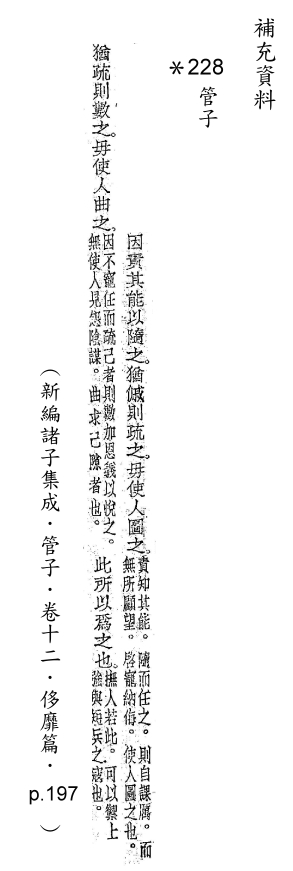 補充資料
＊228 管子
因責其能以隨之。猶傶則疏之。毋使人圖之。
責知其能。隨而任之。則自課厲。而
無所顧望。啓寵納侮。使人圖之也。
猶疏則數之。毋使人曲之。
因不寵任而疏己者則數加恩義以悅之。
無使人見怨陰謀。曲求己隙者也。
此所以爲之也。
撫人若此。可以禦上
強與短兵之寇也。
（新編諸子集成・管子・卷十二・侈靡篇・p.197）